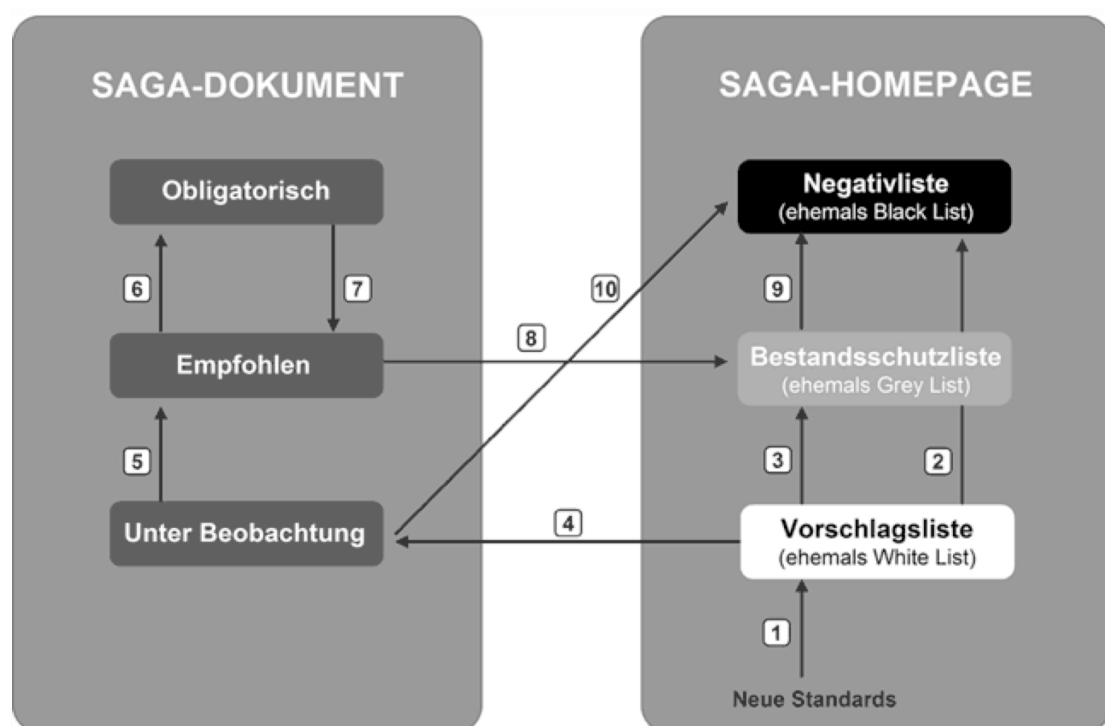 SAGA-DOKUMENT
Obligatorisch
6
7
Empfohlen
5
Unter Beobachtung
8
10
4
SAGA-HOMEPAGE
Negativliste
(ehemals Black List)
9
Bestandsschutzliste
(ehemals Grey List)
3
2
Vorschlagsliste
(ehemals White List)
1
Neue Standards